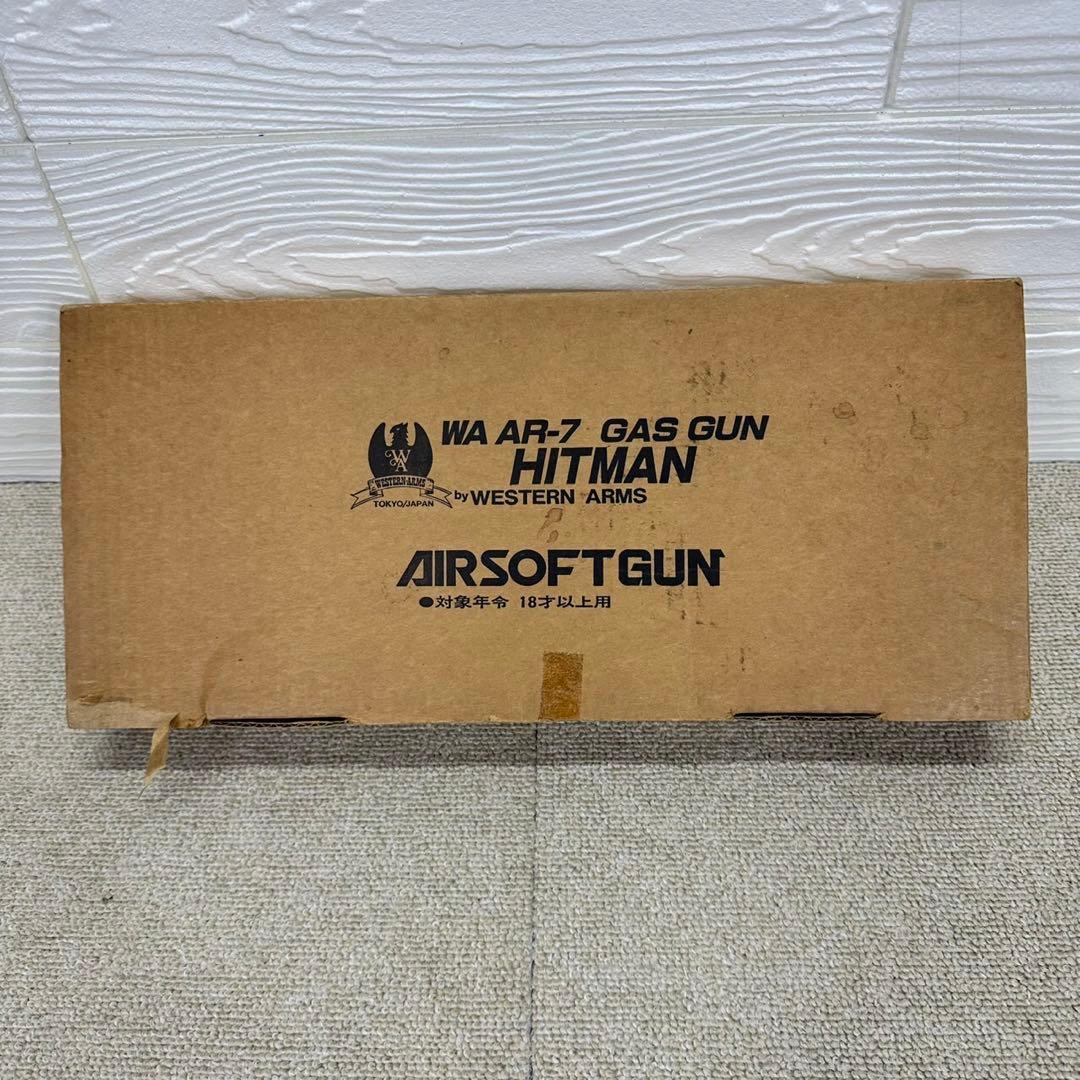 WA AR-7 GAS GUN
HITMAN
by WESTERN ARMS
WA
WESTERN-ARMS
TOKYO/JAPAN
AIRSOFTGUN
●対象年令 18才以上用